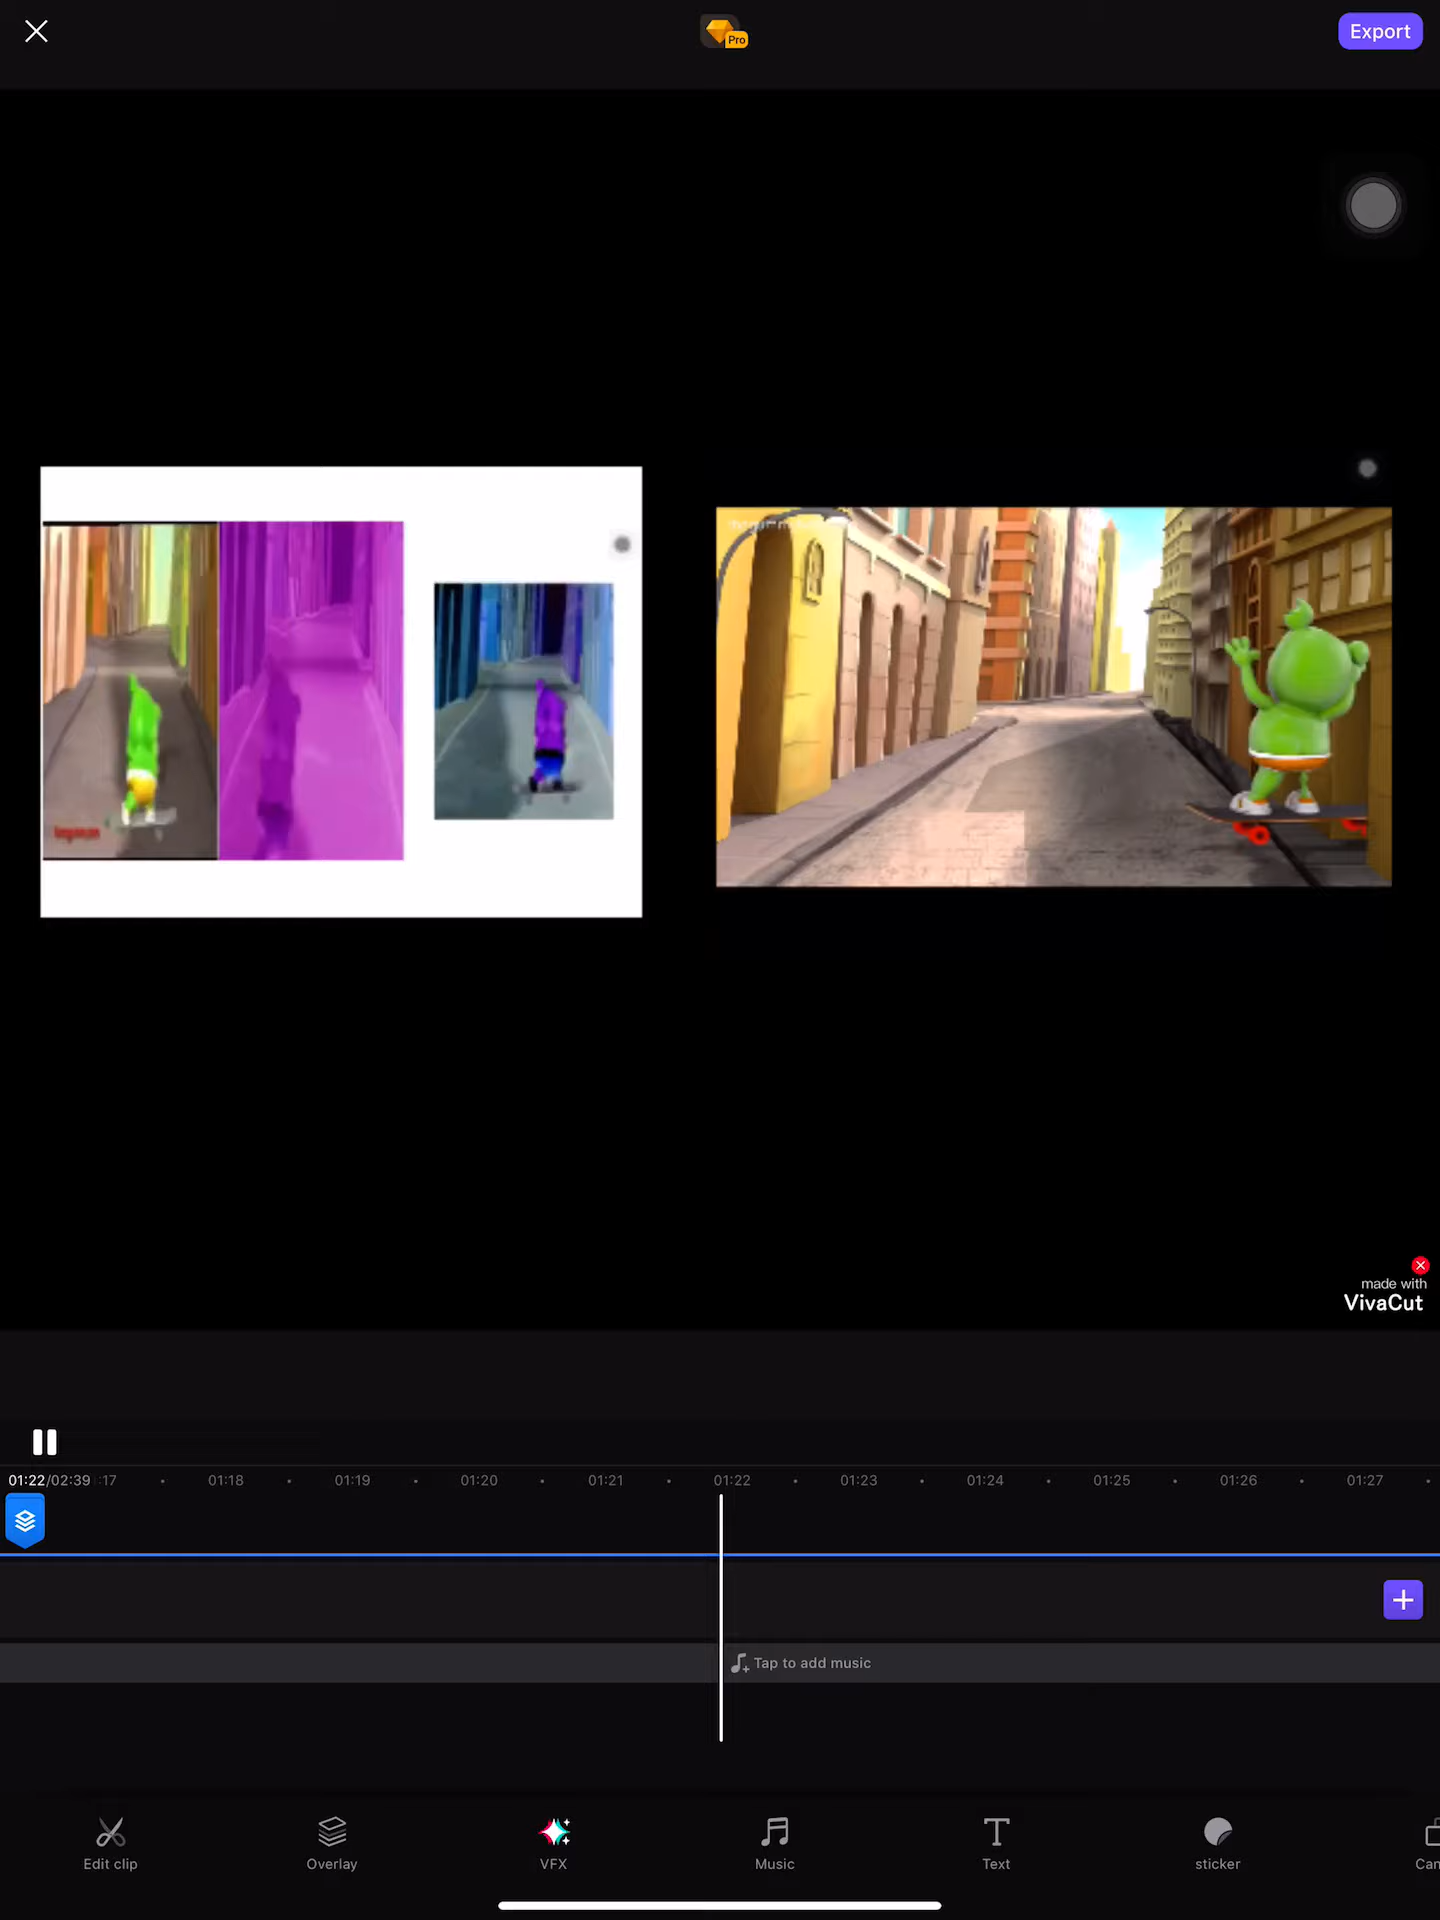 Pro
Export
made with
VivaCut
01:22/02:39 :17 01:18 01:19 01:20 01:21 01:22 01:23 01:24 01:25 01:26 01:27
Tap to add music
Edit clip Overlay VFX Music Text sticker Can